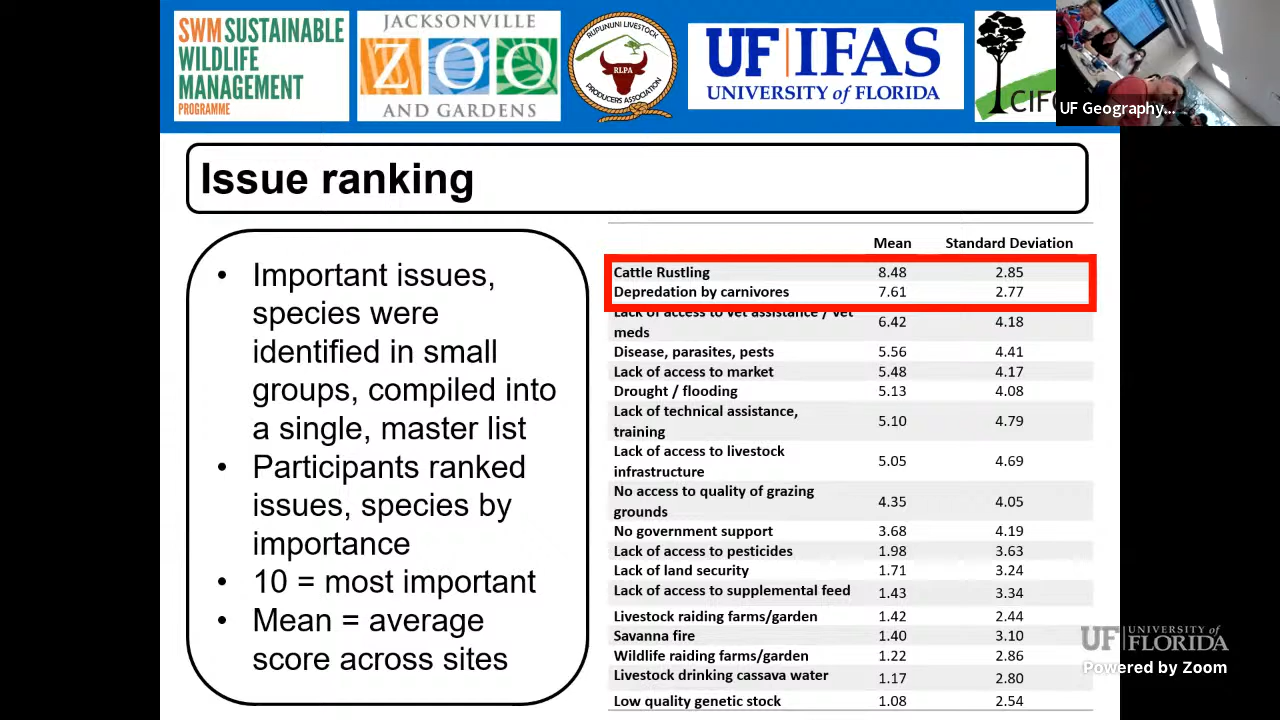 SWM SUSTAINABLE
WILDLIFE
MANAGEMENT
PROGRAMME
JACKSONVILLE
ZOO
AND GARDENS
RUPUNUNI LIVESTOCK
RLPA
PRODUCERS ASSOCIATION
UF|IFAS
UNIVERSITY of FLORIDA
UF Geography...
Issue ranking
• Important issues,
species were
identified in small
groups, compiled into
a single, master list
• Participants ranked
issues, species by
importance
• 10 = most important
• Mean = average
score across sites
Mean Standard Deviation
Cattle Rustling 8.48 2.85
Depredation by carnivores 7.61 2.77
Lack of access to vet assistance / vet
meds 6.42 4.18
Disease, parasites, pests 5.56 4.41
Lack of access to market 5.48 4.17
Drought / flooding 5.13 4.08
Lack of technical assistance,
training 5.10 4.79
Lack of access to livestock
infrastructure 5.05 4.69
No access to quality of grazing
grounds 4.35 4.05
No government support 3.68 4.19
Lack of access to pesticides 1.98 3.63
Lack of land security 1.71 3.24
Lack of access to supplemental feed 1.43 3.34
Livestock raiding farms/garden 1.42 2.44
Savanna fire 1.40 3.10
Wildlife raiding farms/garden 1.22 2.86
Livestock drinking cassava water 1.17 2.80
Low quality genetic stock 1.08 2.54
UF UNIVERSITY of
FLORIDA
Powered by Zoom